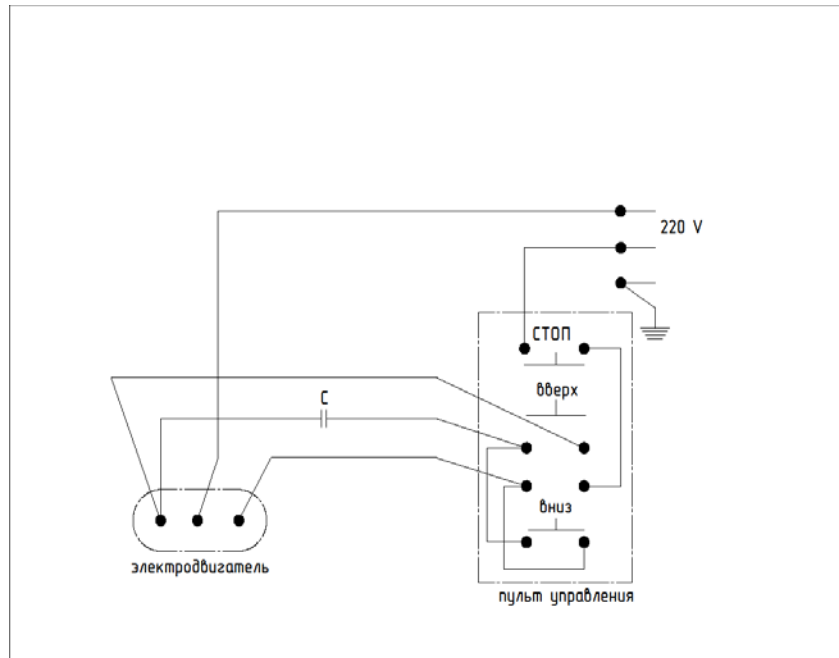 220 V
СТОП
вверх
C
вниз
электродвигатель
пульт управления